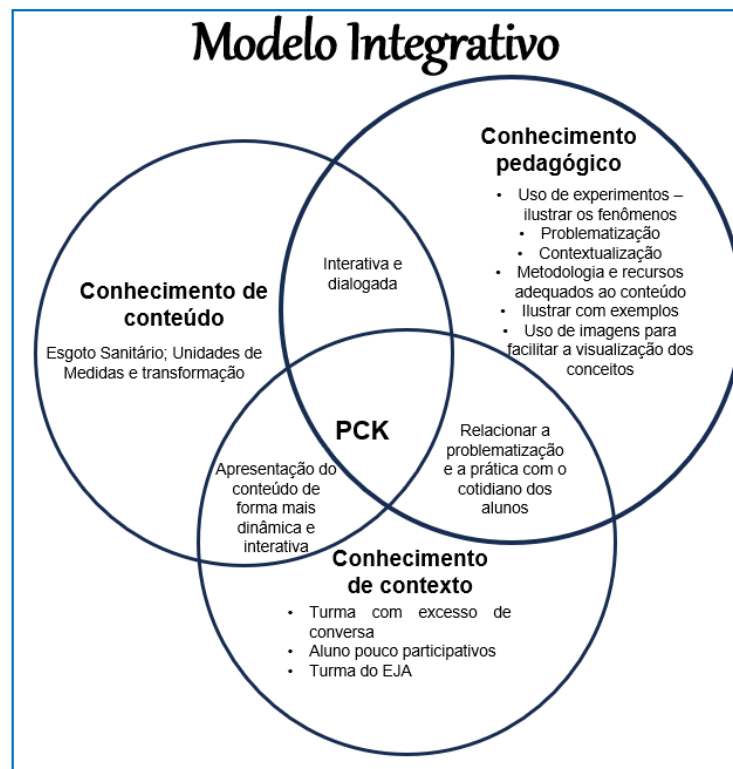 Modelo Integrativo
Conhecimento
pedagógico
• Uso de experimentos –
ilustrar os fenômenos
• Problematização
• Contextualização
• Metodologia e recursos
adequados ao conteúdo
• Ilustrar com exemplos
• Uso de imagens para
facilitar a visualização dos
conceitos
Interativa e
dialogada
Conhecimento de
conteúdo
Esgoto Sanitário; Unidades de
Medidas e transformação
PCK
Relacionar a
problematização
e a prática com o
cotidiano dos
alunos
Apresentação do
conteúdo de
forma mais
dinâmica e
interativa
Conhecimento
de contexto
• Turma com excesso de
conversa
• Aluno pouco participativos
• Turma do EJA